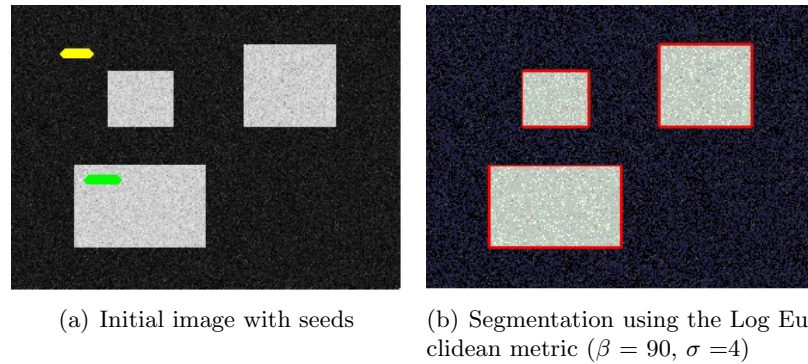 (a) Initial image with seeds
(b) Segmentation using the Log Eu
clidean metric (β = 90, σ =4)